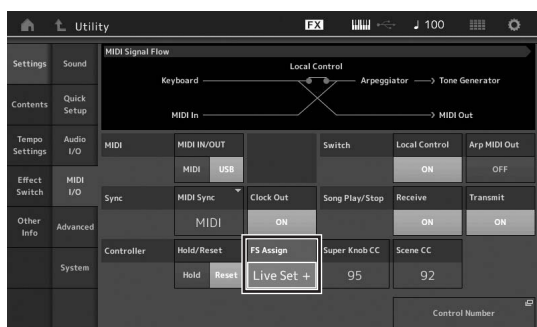 Utility FX 100
Settings Sound MIDI Signal Flow
Local Control
Keyboard Arpeggiator Tone Generator
MIDI In MIDI Out
Contents Quick Setup
Tempo Settings Audio I/O MIDI MIDI IN/OUT Switch Local Control Arp MIDI Out
MIDI USB ON OFF
Effect Switch MIDI I/O
Sync MIDI Sync Clock Out Song Play/Stop Receive Transmit
MIDI ON ON ON
Other Info Advanced
Controller Hold/Reset FS Assign Super Knob CC Scene CC
System Hold Reset Live Set + 95 92
Control Number